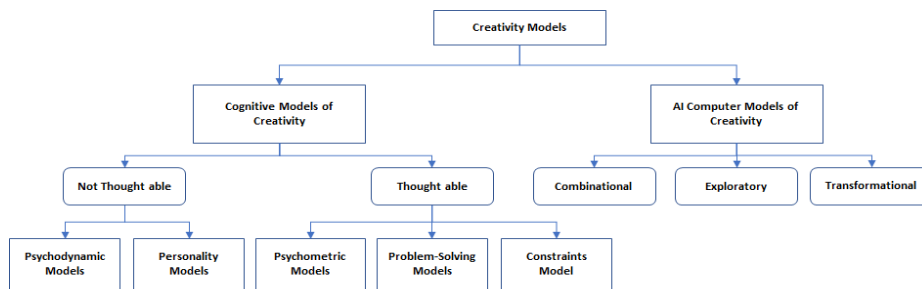 Creativity Models
Cognitive Models of
Creativity
AI Computer Models of
Creativity
Not Thought able
Thought able
Combinational
Exploratory
Transformational
Psychodynamic
Models
Personality
Models
Psychometric
Models
Problem-Solving
Models
Constraints
Model